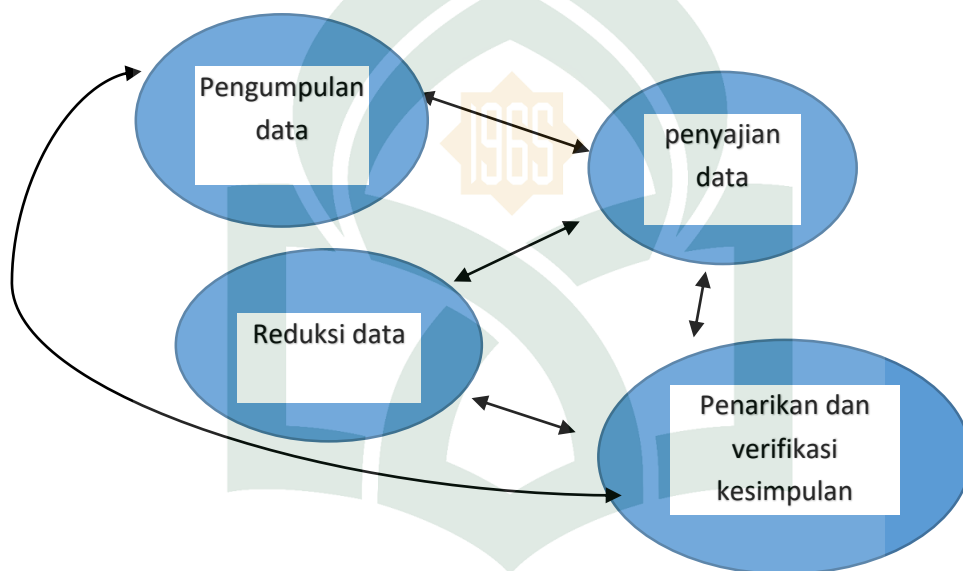 Pengumpulan
data
penyajian
data
1969
Reduksi data
Penarikan dan
verifikasi
kesimpulan